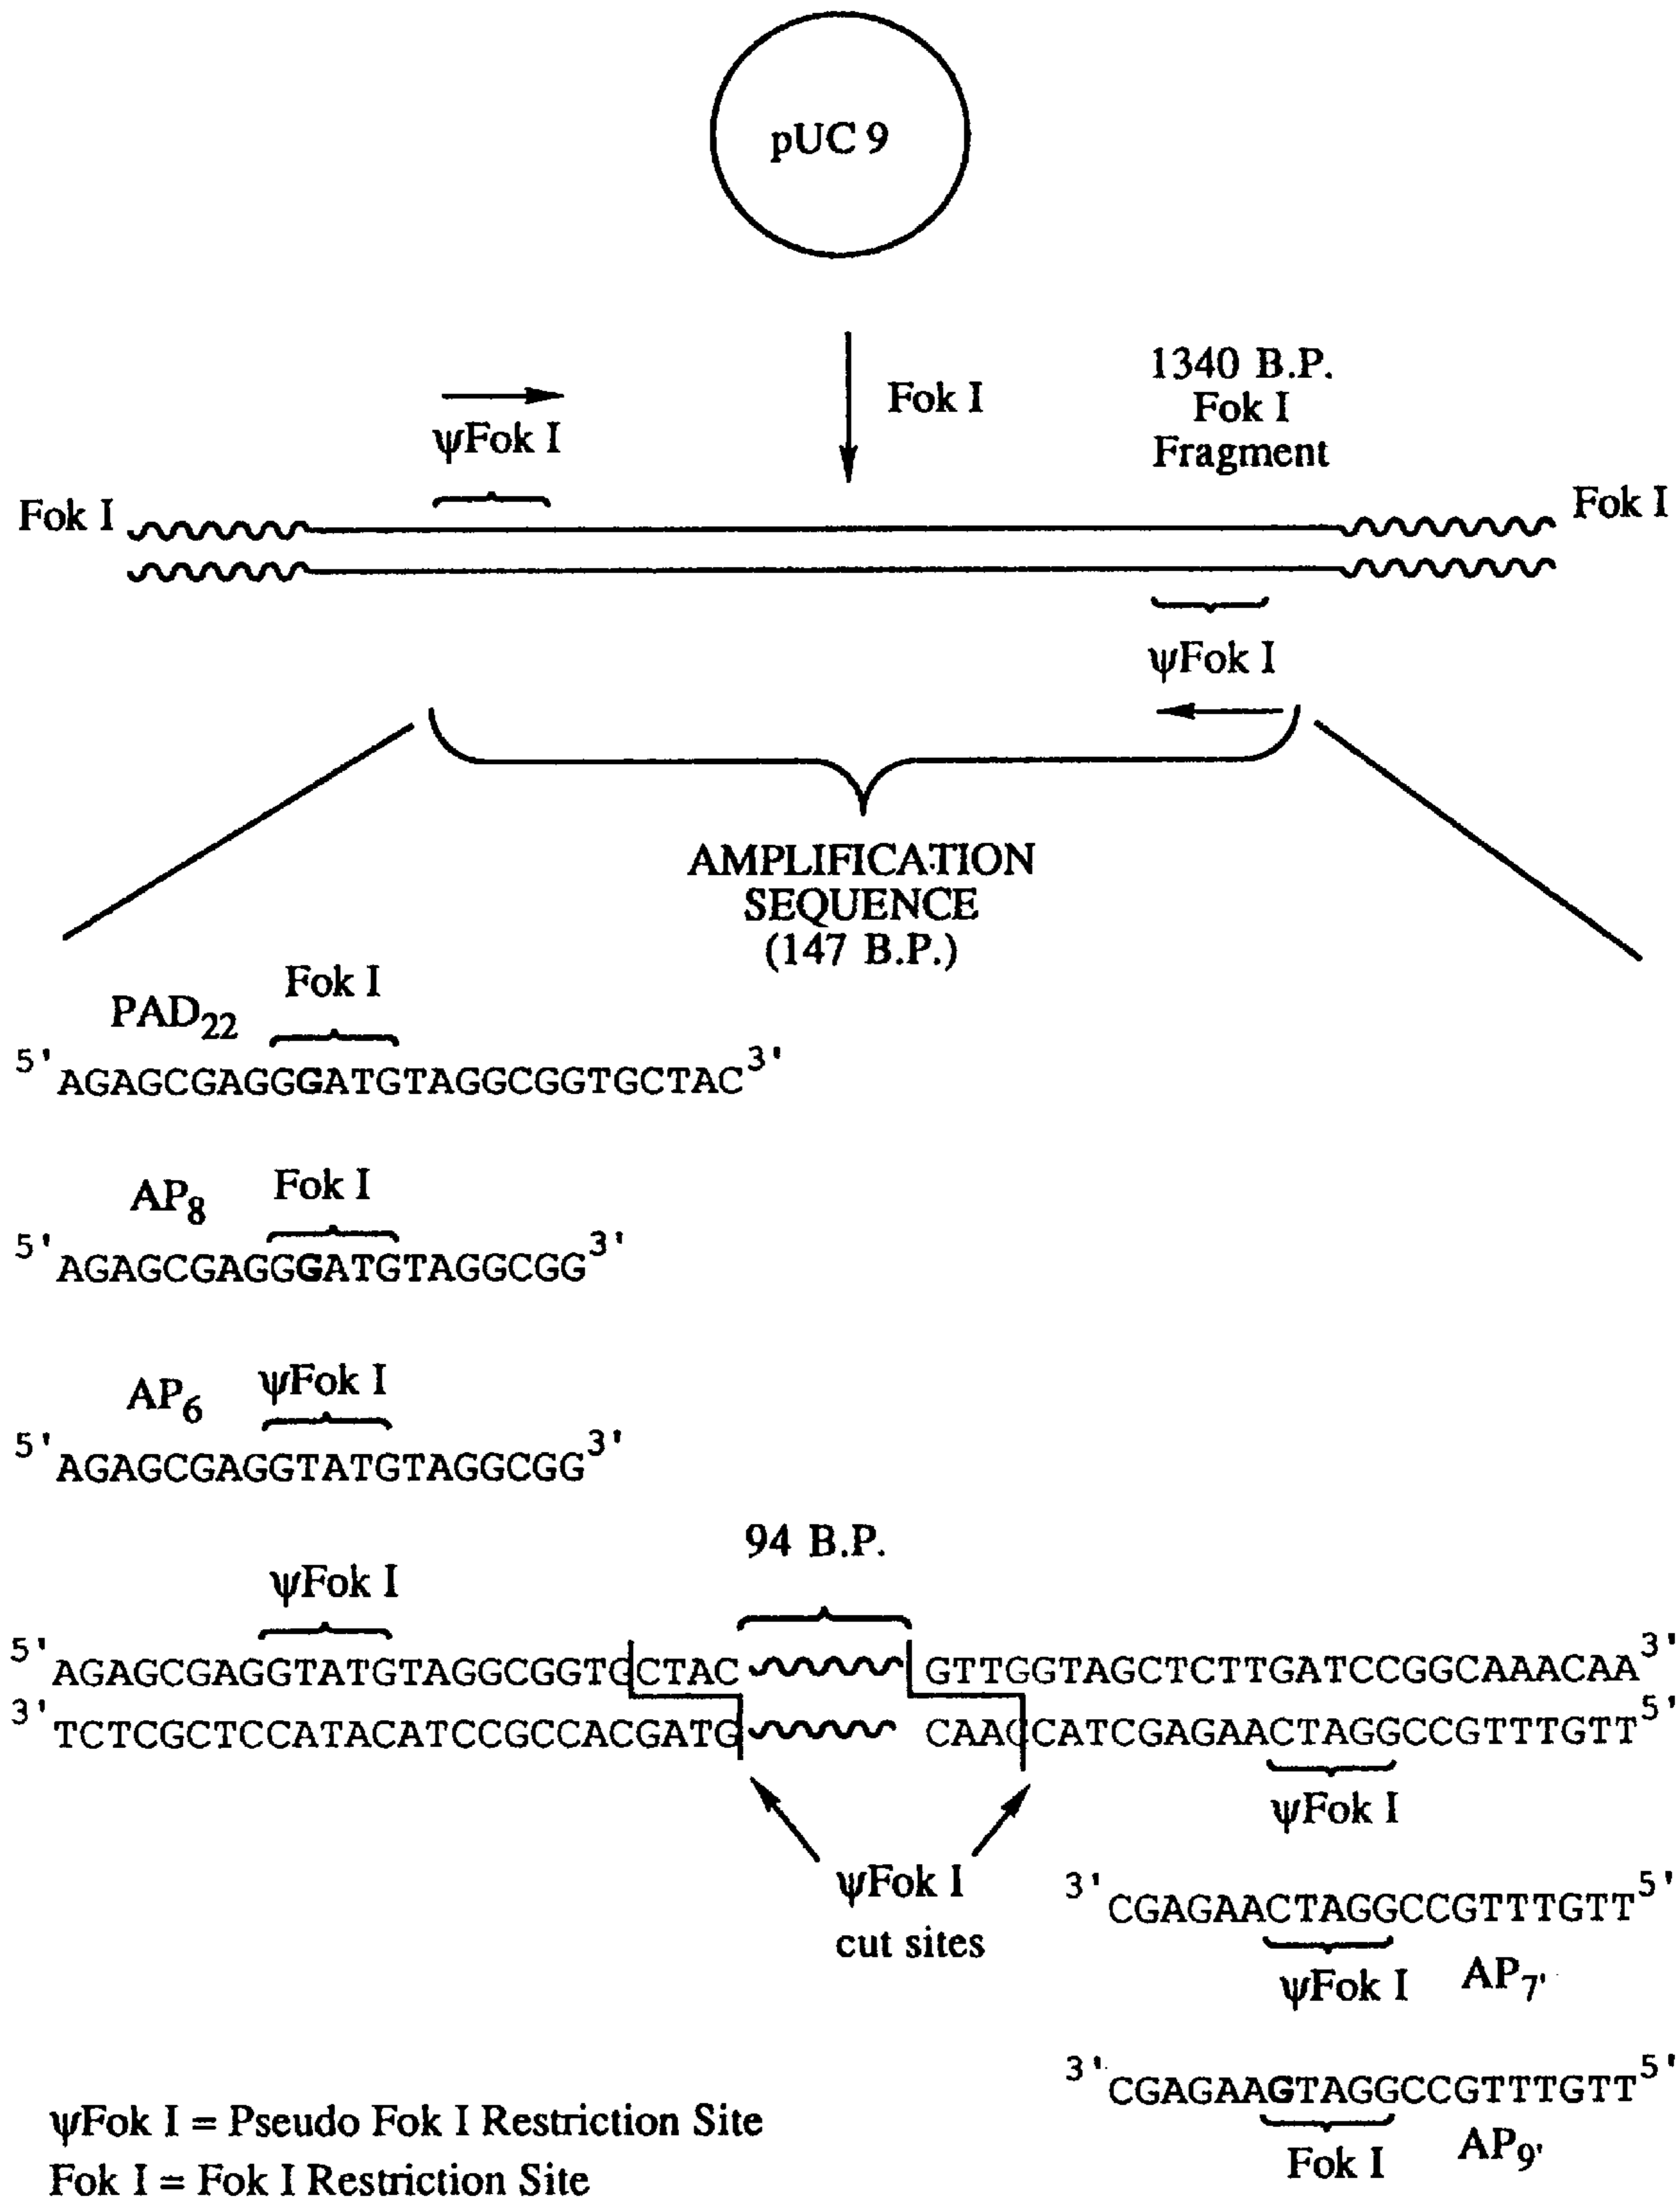 pUC 9
Fok I
1340 B.P.
Fok I
Fragment
ψFok I
Fok I
Fok I
ψFok I
AMPLIFICATION
SEQUENCE
(147 B.P.)
Fok I
PAD22
5' AGAGCGAGGGATGTAGGCGGTGCTAC 3'
Fok I
AP8
5' AGAGCGAGGGATGTAGGCGG 3'
ψFok I
AP6
5' AGAGCGAGGTATGTAGGCGG 3'
94 B.P.
ψFok I
5' AGAGCGAGGTATGTAGGCGGTGCTAC GTTGGTAGCTCTTGATCCGGCAAACAA 3'
3' TCTCGCTCCATACATCCGCCACGATG CAACCATCGAGAACTAGGCCGTTTGTT 5'
ψFok I
ψFok I
cut sites
3' CGAGAACTAGGCCGTTTGTT 5'
ψFok I AP7'
3' CGAGAAGTAGGCCGTTTGTT 5'
Fok I AP9'
ψFok I = Pseudo Fok I Restriction Site
Fok I = Fok I Restriction Site